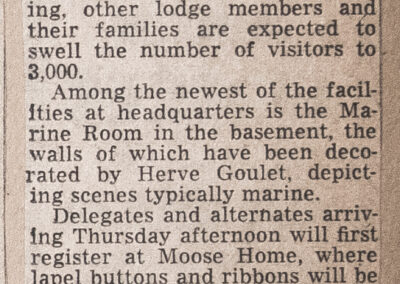 ing, other lodge members and
their families are expected to
swell the number of visitors to
3,000.
Among the newest of the facil-
ities at headquarters is the Ma-
rine Room in the basement, the
walls of which have been deco-
rated by Herve Goulet, depict-
ing scenes typically marine.
Delegates and alternates arriv-
ing Thursday afternoon will first
register at Moose Home, where
lapel buttons and ribbons will be